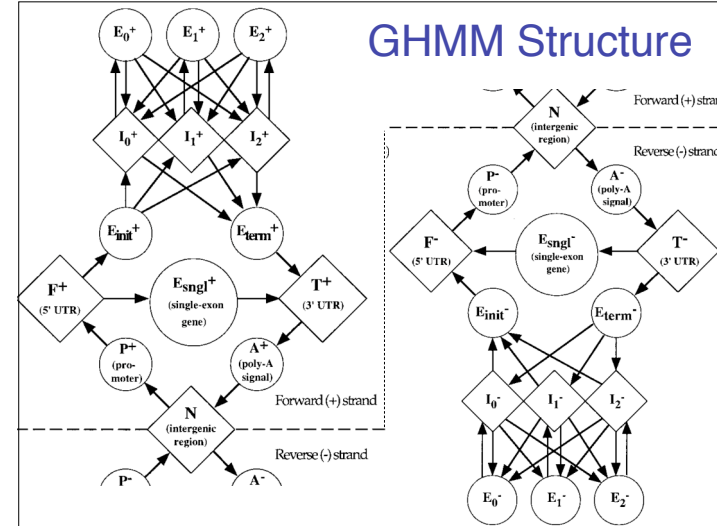 GHMM Structure
E0+ E1+ E2+
I0+ I1+ I2+
Einit+ Eterm+
F+
(5' UTR)
Esngl+
(single-exon
gene)
T+
(3' UTR)
P+
(pro-
moter)
A+
(poly-A
signal)
Forward (+) strand
N
(intergenic
region)
Reverse (-) strand
P- A-
)
Forward (+) stran
N
(intergenic
region)
Reverse (-) strand
P-
(pro-
moter)
A-
(poly-A
signal)
F-
(5' UTR)
Esngl-
(single-exon
gene)
T-
(3' UTR)
Einit- Eterm-
I0- I1- I2-
E0- E1- E2-